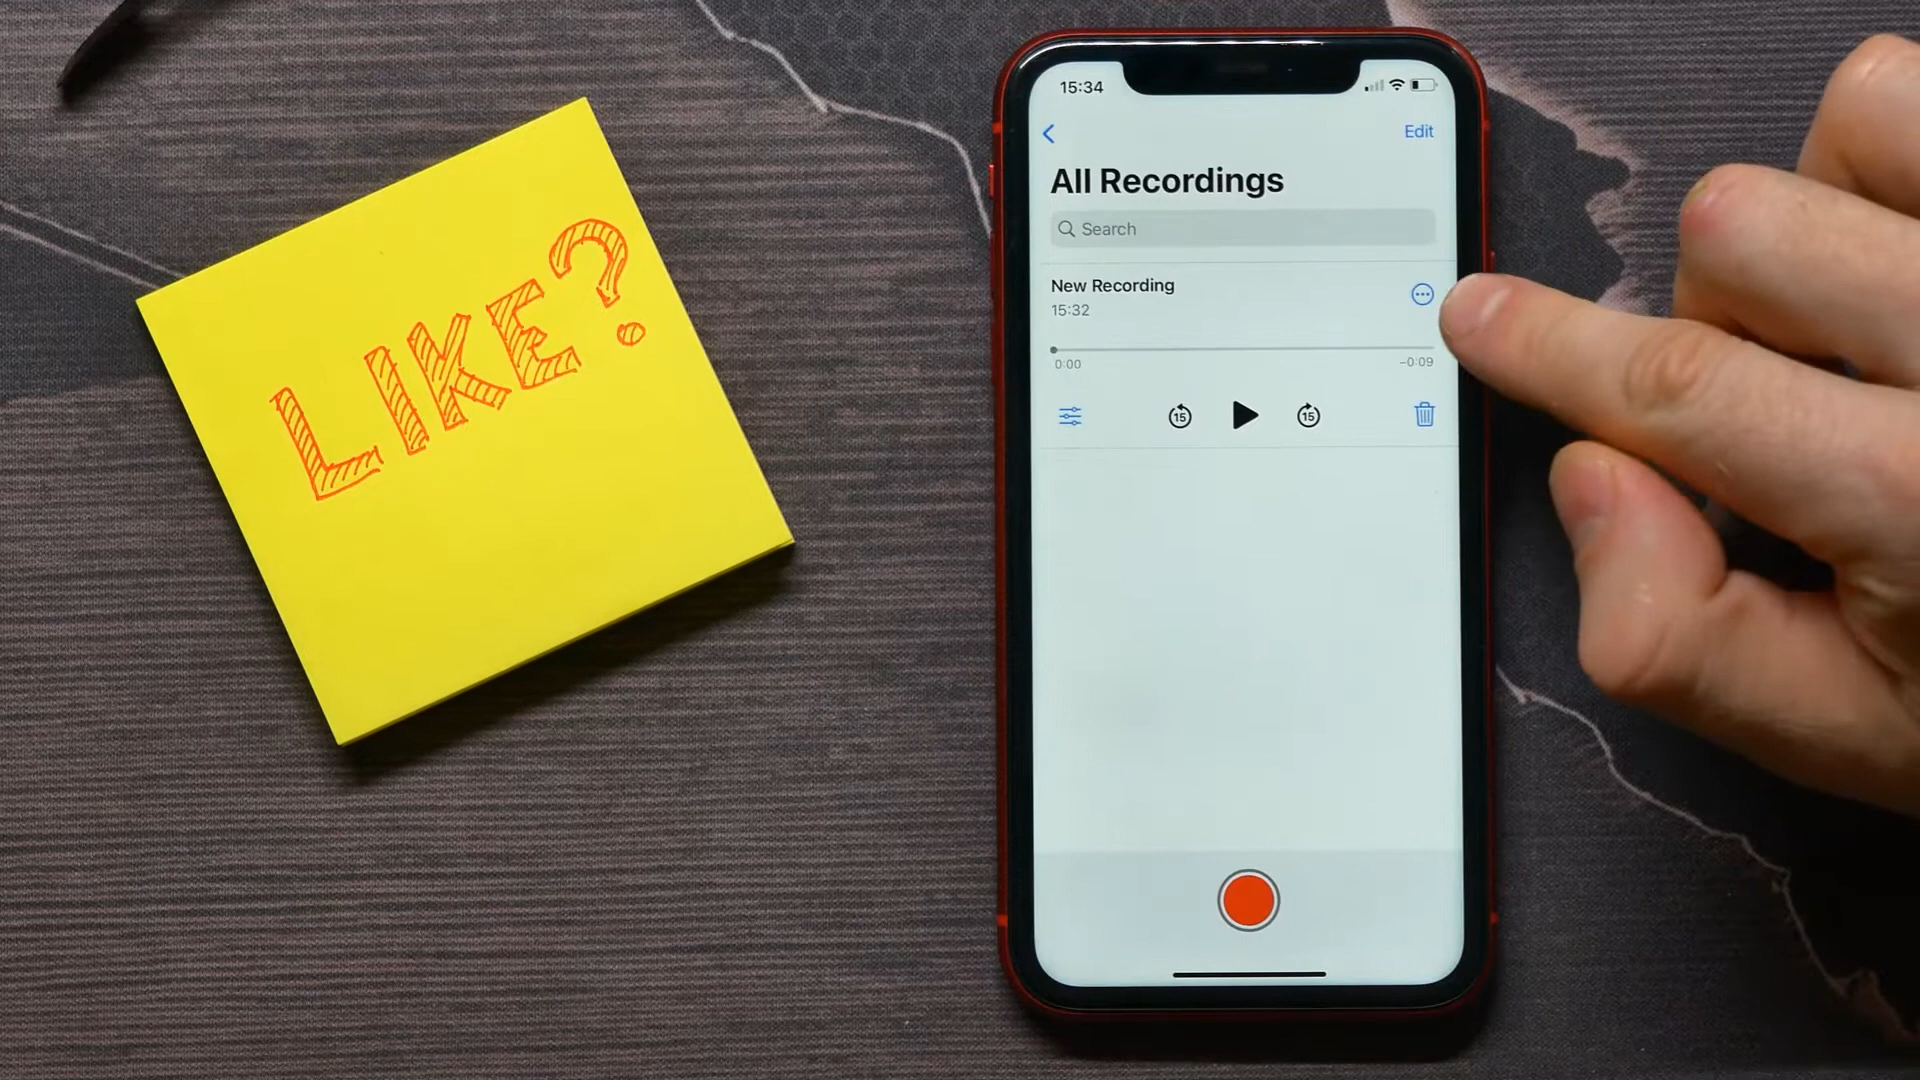 LIKE?
15:34
Edit
All Recordings
Search
New Recording
15:32
0:00
−0:09
15
15